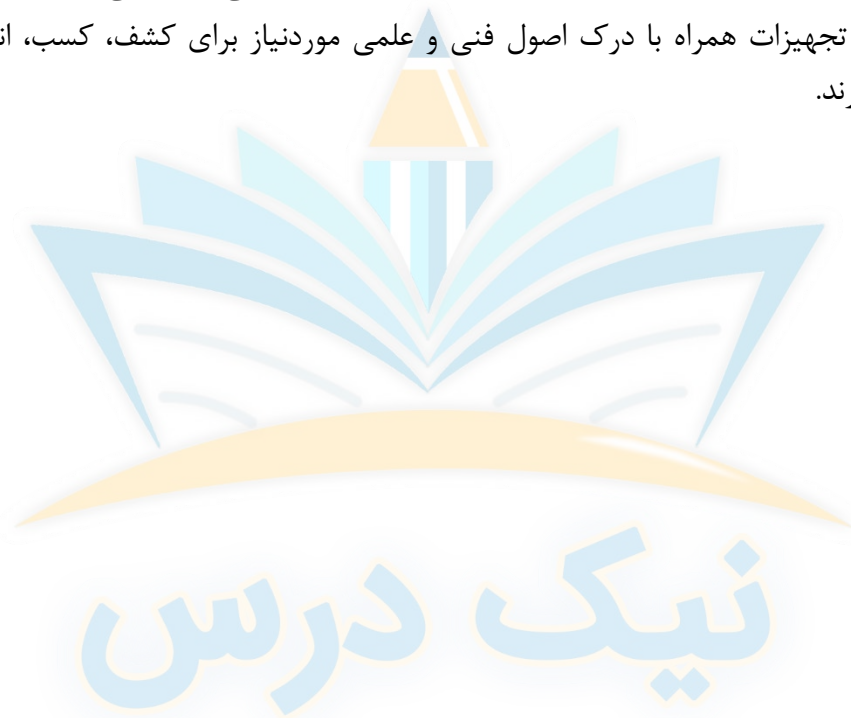 تجهیزات همراه با درک اصول فنی و علمی موردنیاز برای کشف، کسب،
نیک درس